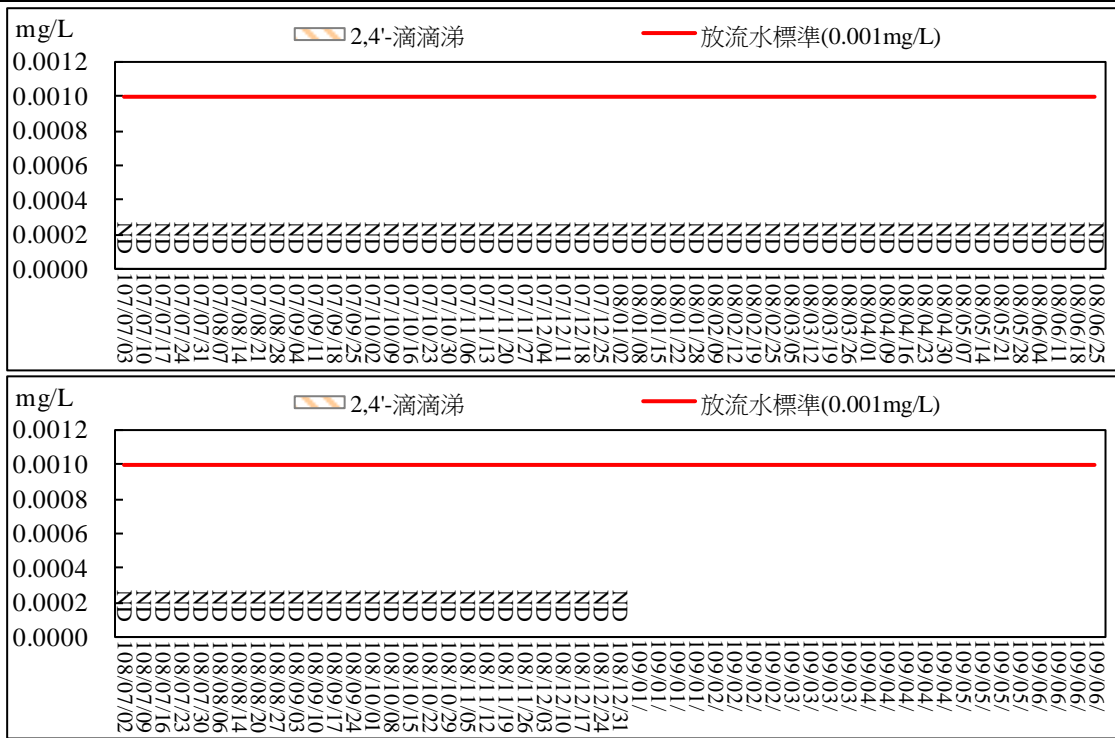 mg/L
2,4'-滴滴涕 放流水標準(0.001mg/L)
0.0012
0.0010
0.0008
0.0006
0.0004
0.0002
0.0000
ND ND ND ND ND ND ND ND ND ND ND ND ND ND ND ND ND ND ND ND ND ND ND ND ND ND ND ND ND ND ND ND ND ND ND ND ND ND ND ND ND ND ND ND ND ND ND ND ND ND ND ND
107/07/03 107/07/10 107/07/17 107/07/24 107/07/31 107/08/07 107/08/14 107/08/21 107/08/28 107/09/04 107/09/11 107/09/18 107/09/25 107/10/02 107/10/09 107/10/16 107/10/23 107/10/30 107/11/06 107/11/13 107/11/20 107/11/27 107/12/04 107/12/11 107/12/18 107/12/25 108/01/02 108/01/08 108/01/15 108/01/22 108/01/28 108/02/09 108/02/12 108/02/19 108/02/25 108/03/05 108/03/12 108/03/19 108/03/26 108/04/01 108/04/09 108/04/16 108/04/23 108/04/30 108/05/07 108/05/14 108/05/21 108/05/28 108/06/04 108/06/11 108/06/18 108/06/25
mg/L
2,4'-滴滴涕 放流水標準(0.001mg/L)
0.0012
0.0010
0.0008
0.0006
0.0004
0.0002
0.0000
ND ND ND ND ND ND ND ND ND ND ND ND ND ND ND ND ND ND ND ND ND ND ND ND ND ND ND
108/07/02 108/07/09 108/07/16 108/07/23 108/07/30 108/08/06 108/08/14 108/08/20 108/08/27 108/09/03 108/09/10 108/09/17 108/09/24 108/10/01 108/10/08 108/10/15 108/10/22 108/10/29 108/11/05 108/11/12 108/11/19 108/11/26 108/12/03 108/12/10 108/12/17 108/12/24 108/12/31 109/01/ 109/01/ 109/01/ 109/01/ 109/02/ 109/02/ 109/02/ 109/02/ 109/03/ 109/03/ 109/03/ 109/03/ 109/04/ 109/04/ 109/04/ 109/04/ 109/04/ 109/05/ 109/05/ 109/05/ 109/05/ 109/06/ 109/06/ 109/06/ 109/06/